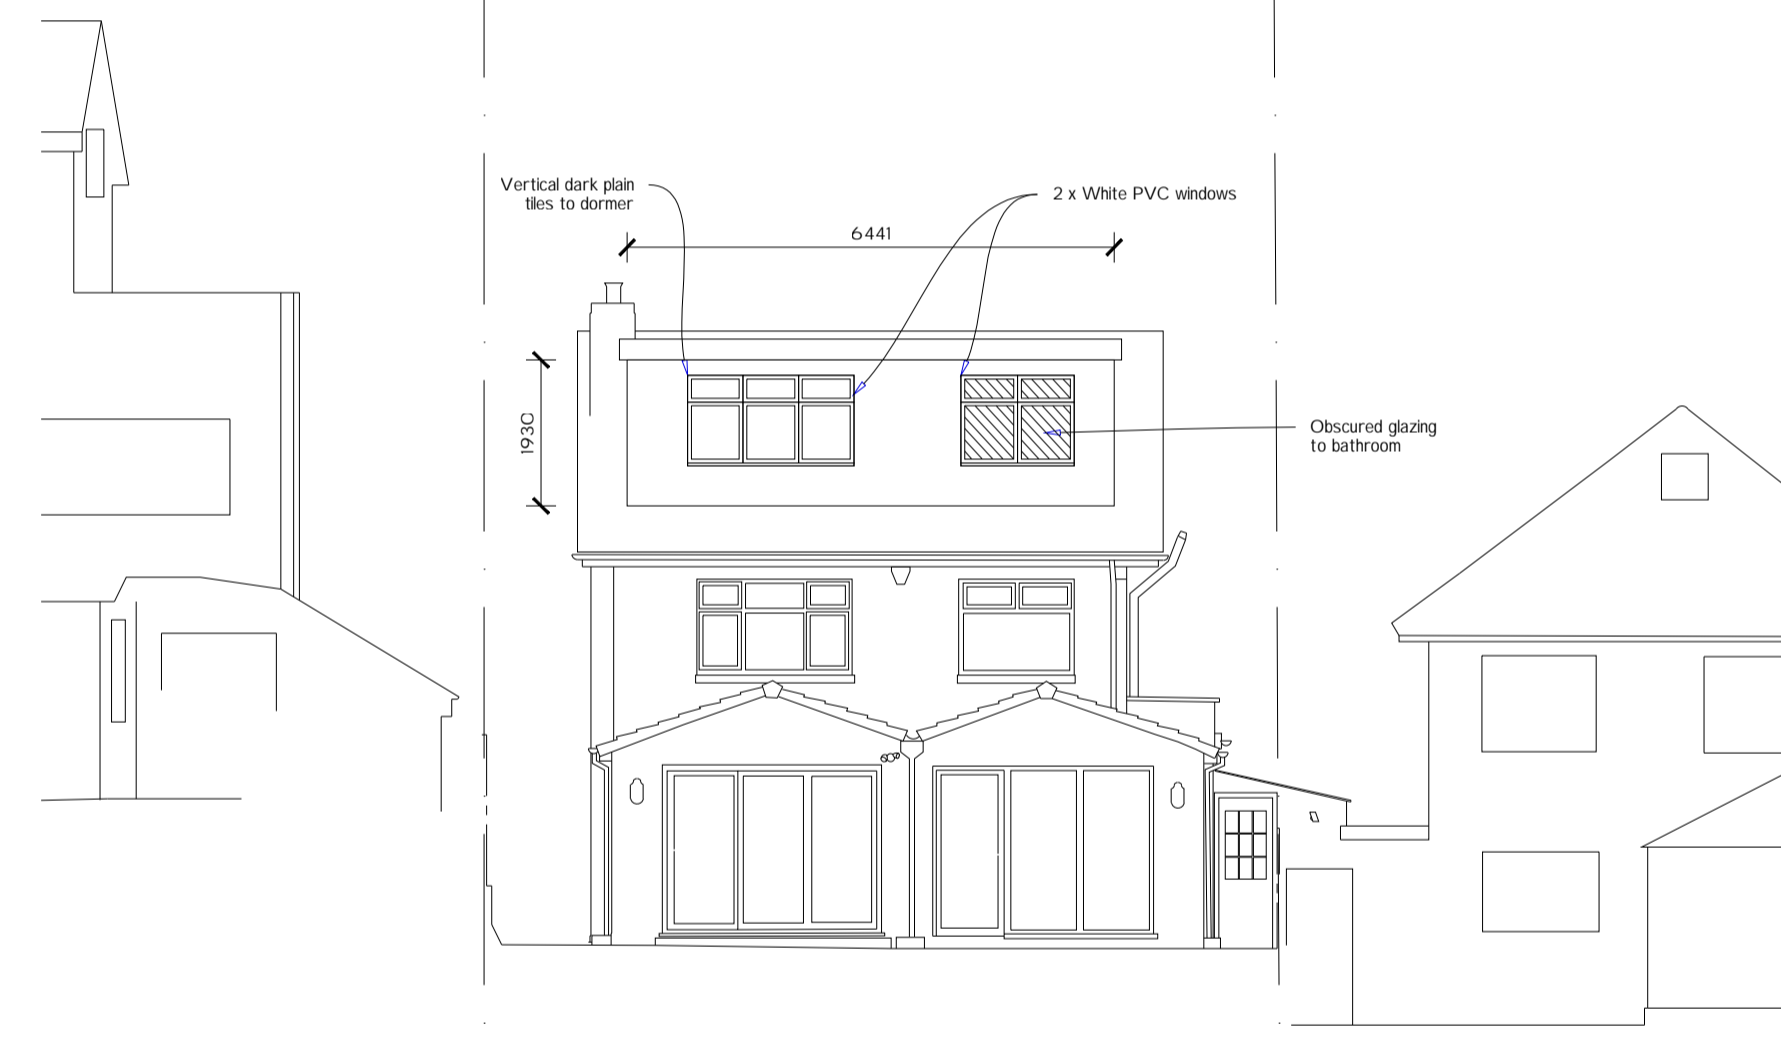 Vertical dark plain
tiles to dormer
2 x White PVC windows
6441
1930
Obscured glazing
to bathroom